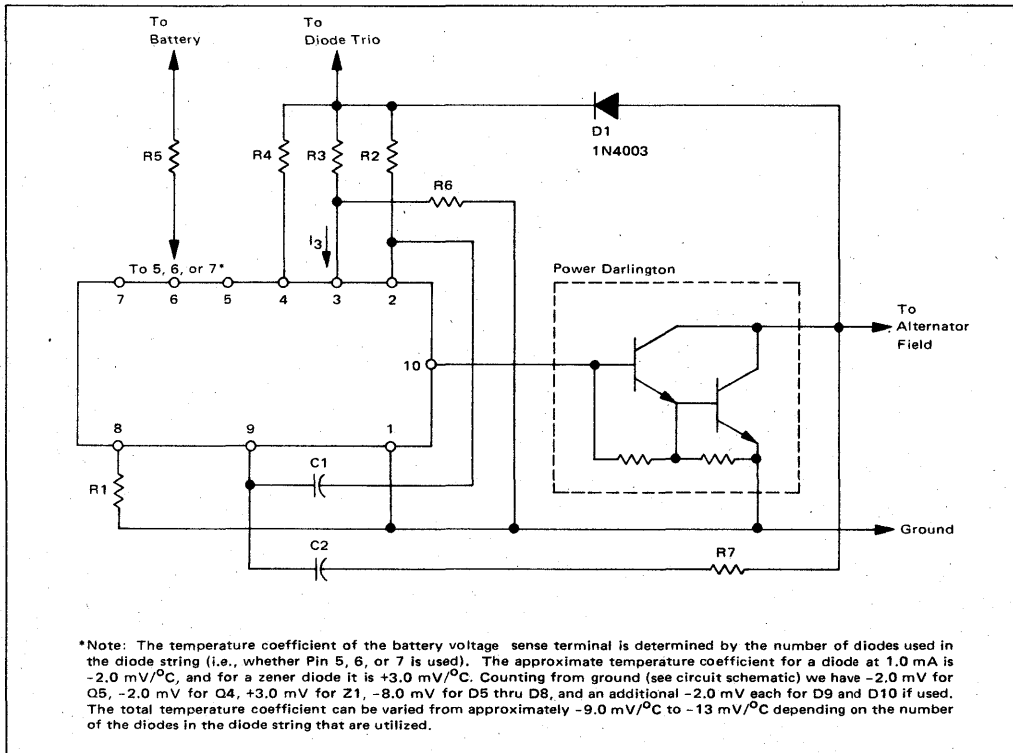 To
Battery
To
Diode Trio
D1
1N4003
R5
R4
R3
R2
R6
I3
To 5, 6, or 7*
7
6
5
4
3
2
Power Darlington
To
Alternator
Field
10
8
9
1
R1
C1
Ground
C2
R7
*Note: The temperature coefficient of the battery voltage sense terminal is determined by the number of diodes used in
the diode string (i.e., whether Pin 5, 6, or 7 is used). The approximate temperature coefficient for a diode at 1.0 mA is
-2.0 mV/°C, and for a zener diode it is +3.0 mV/°C. Counting from ground (see circuit schematic) we have -2.0 mV for
Q5, -2.0 mV for Q4, +3.0 mV for Z1, -8.0 mV for D5 thru D8, and an additional -2.0 mV each for D9 and D10 if used.
The total temperature coefficient can be varied from approximately -9.0 mV/°C to -13 mV/°C depending on the number
of the diodes in the diode string that are utilized.